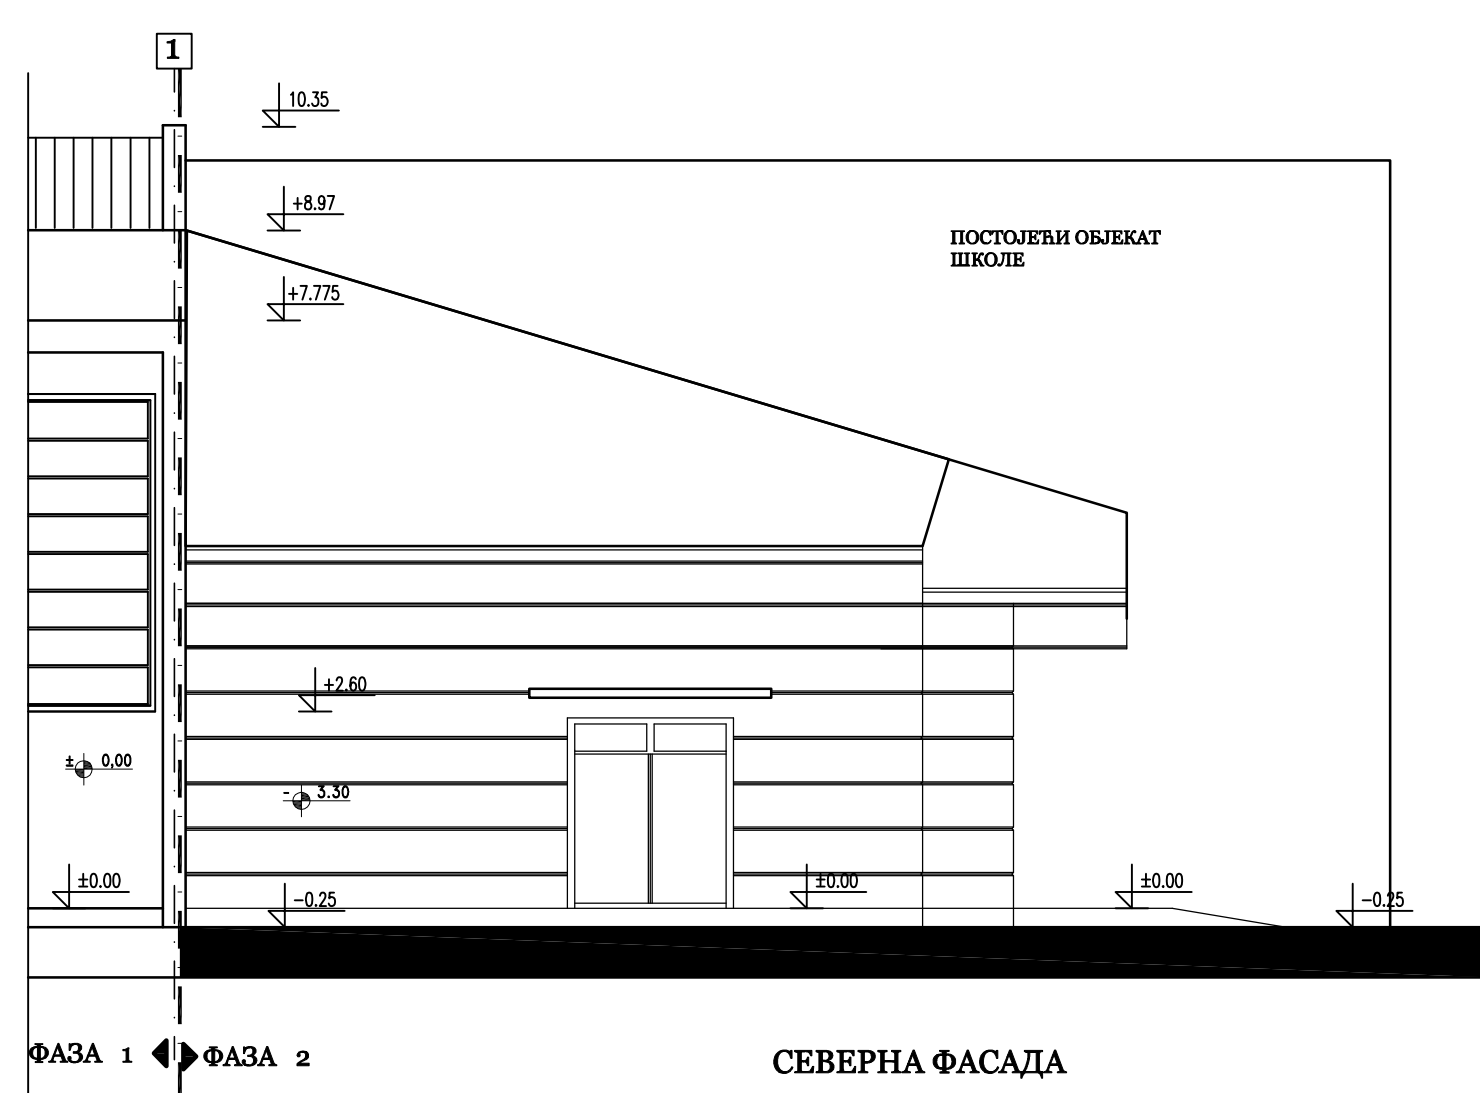 1
10.35
+8.97
ПОСТОЈЕЋИ ОБЈЕКАТ
ШКОЛЕ
+7.775
+2.60
± 0,00
- 3.30
±0.00
±0.00
±0.00
-0.25
-0.25
ФАЗА 1
ФАЗА 2
СЕВЕРНА ФАСАДА